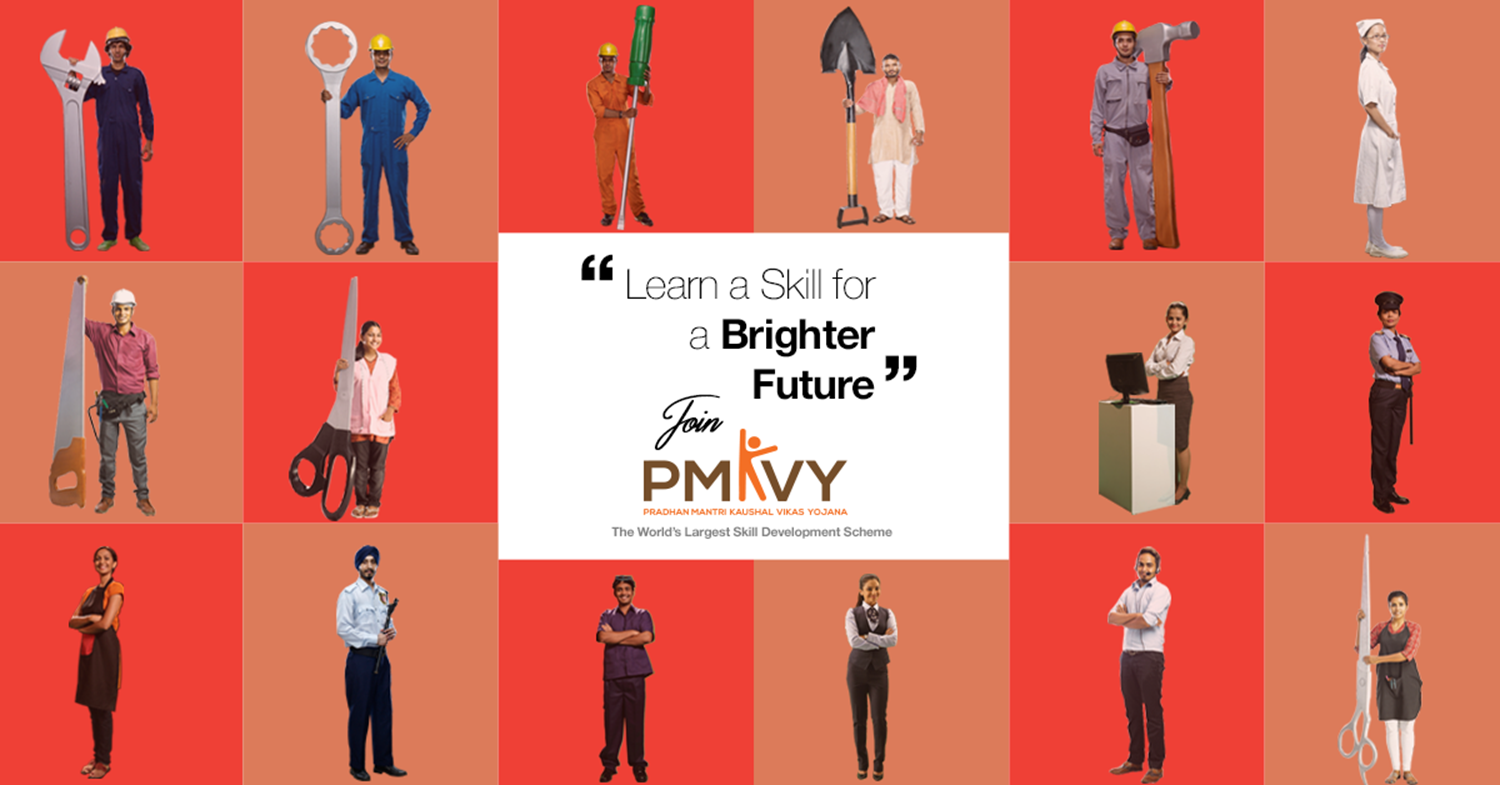 “ Learn a Skill for
a Brighter
Future ”
Join
PMKVY
PRADHAN MANTRI KAUSHAL VIKAS YOJANA
The World's Largest Skill Development Scheme